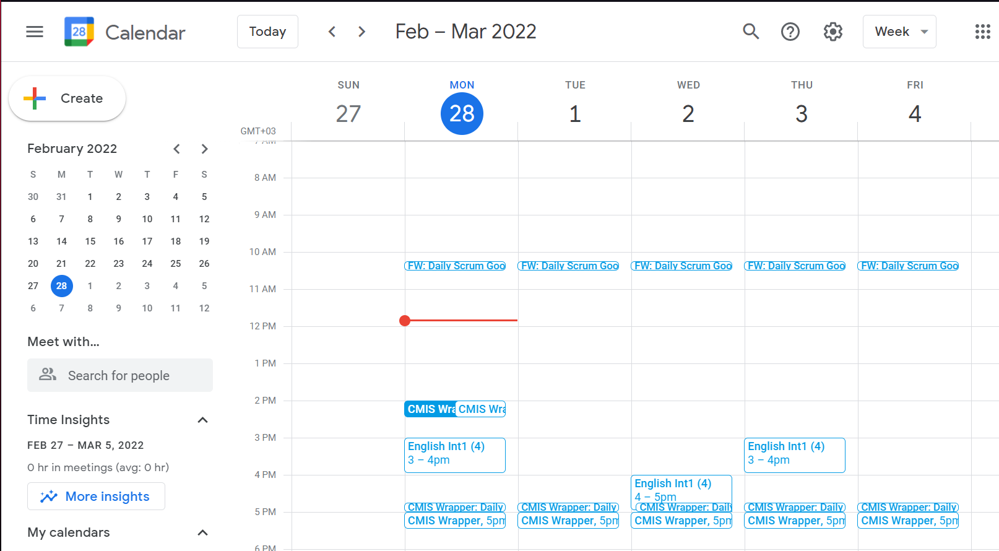 28 Calendar Today Feb – Mar 2022 Week
Create
SUN MON TUE WED THU FRI
27 28 1 2 3 4
GMT+03
February 2022
S M T W T F S
30 31 1 2 3 4 5
6 7 8 9 10 11 12
13 14 15 16 17 18 19
20 21 22 23 24 25 26
27 28 1 2 3 4 5
6 7 8 9 10 11 12
Meet with...
Search for people
Time Insights
FEB 27 – MAR 5, 2022
0 hr in meetings (avg: 0 hr)
More insights
My calendars
7 AM
8 AM
9 AM
10 AM
FW: Daily Scrum Goo FW: Daily Scrum Goo FW: Daily Scrum Goo FW: Daily Scrum Goo FW: Daily Scrum Goo
11 AM
12 PM
1 PM
2 PM
CMIS Wra CMIS Wra
3 PM
English Int1 (4) English Int1 (4)
3 – 4pm 3 – 4pm
4 PM
English Int1 (4)
4 – 5pm
CMIS Wrapper: Daily CMIS Wrapper: Daily CMIS Wrapper: Daily CMIS Wrapper: Daily CMIS Wrapper: Daily
5 PM
CMIS Wrapper, 5pm CMIS Wrapper, 5pm CMIS Wrapper, 5pm CMIS Wrapper, 5pm CMIS Wrapper, 5pm
6 PM